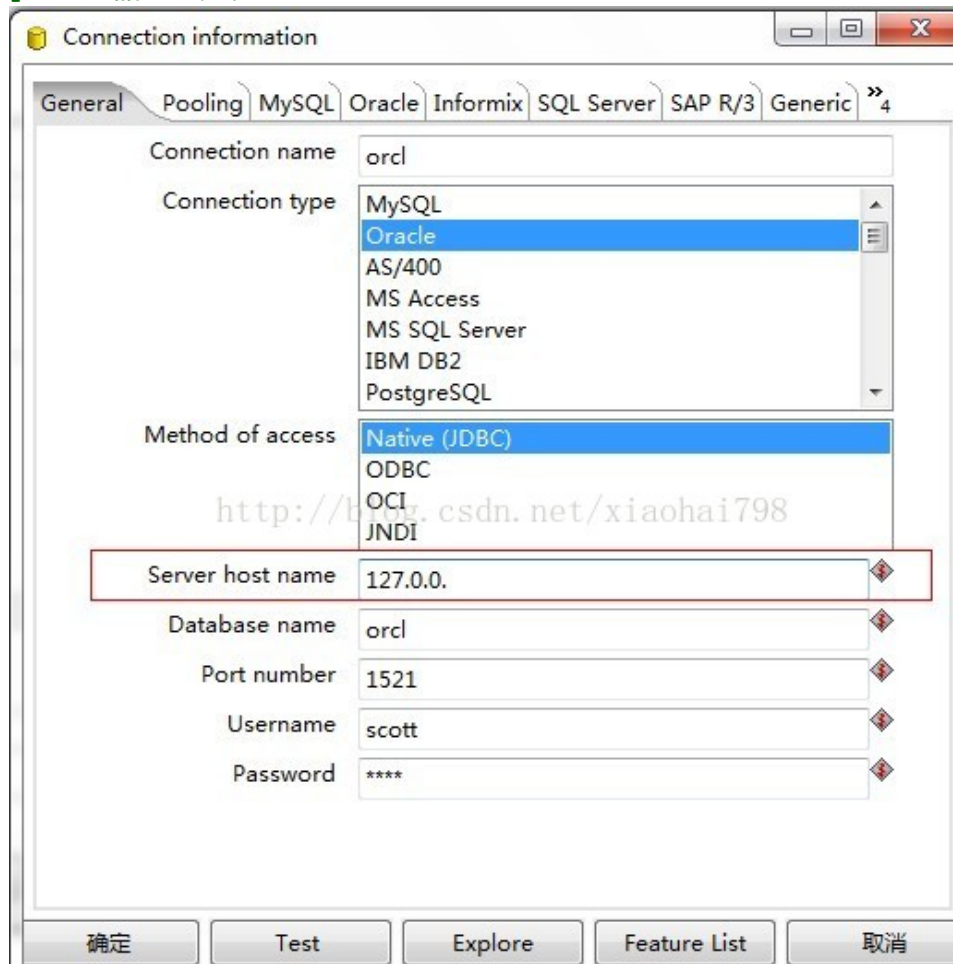 Connection information
General Pooling MySQL Oracle Informix SQL Server SAP R/3 Generic »4
Connection name orcl
Connection type MySQL
Oracle
AS/400
MS Access
MS SQL Server
IBM DB2
PostgreSQL
Method of access Native (JDBC)
ODBC
OCI
http://blog.csdn.net/xiaohai798
JNDI
Server host name 127.0.0.
Database name orcl
Port number 1521
Username scott
Password ****
确定 Test Explore Feature List 取消